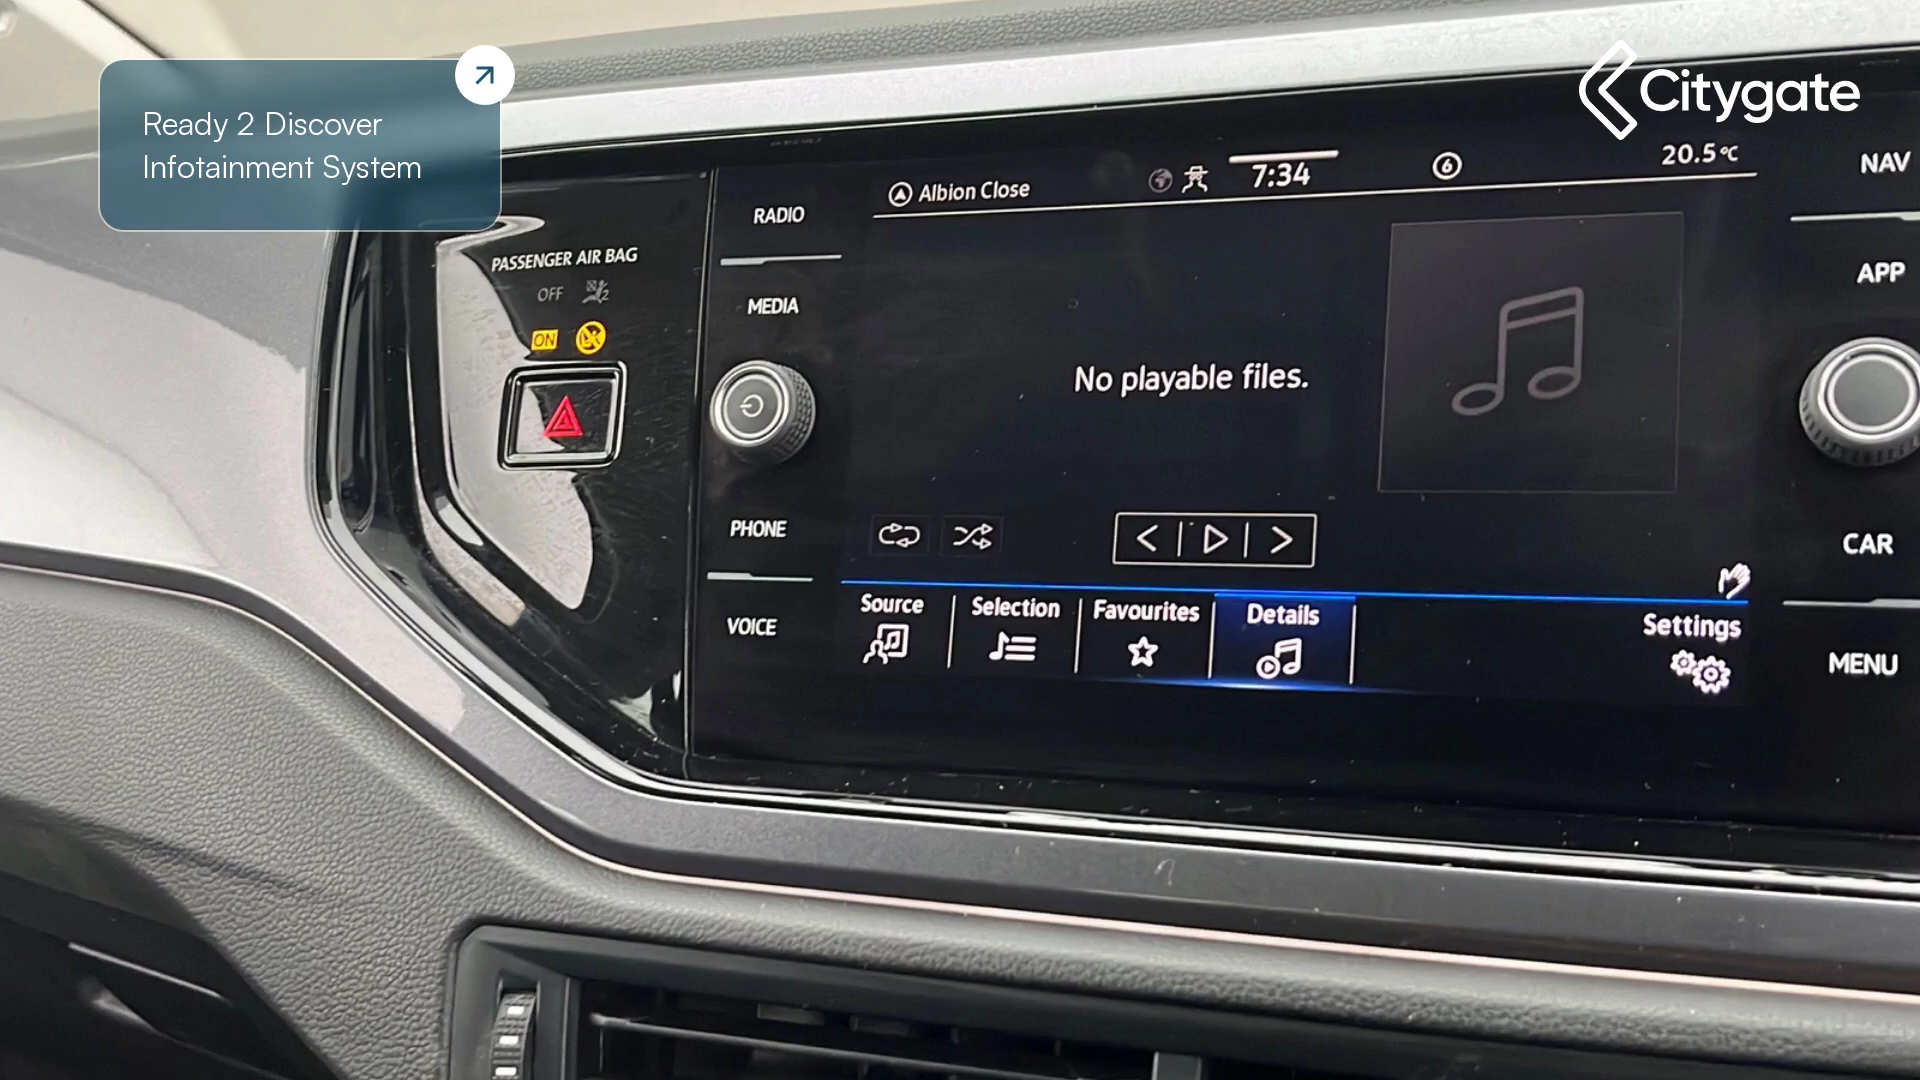 Ready 2 Discover
Infotainment System
Citygate
PASSENGER AIR BAG
OFF
ON
RADIO
MEDIA
PHONE
VOICE
Albion Close
7:34
6
20.5°C
No playable files.
Source
Selection
Favourites
Details
Settings
NAV
APP
CAR
MENU